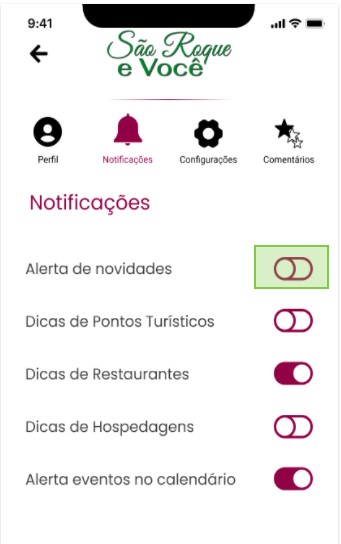 9:41
São Roque
e Você
Perfil
Notificações
Configurações
Comentários
Notificações
Alerta de novidades
Dicas de Pontos Turísticos
Dicas de Restaurantes
Dicas de Hospedagens
Alerta eventos no calendário